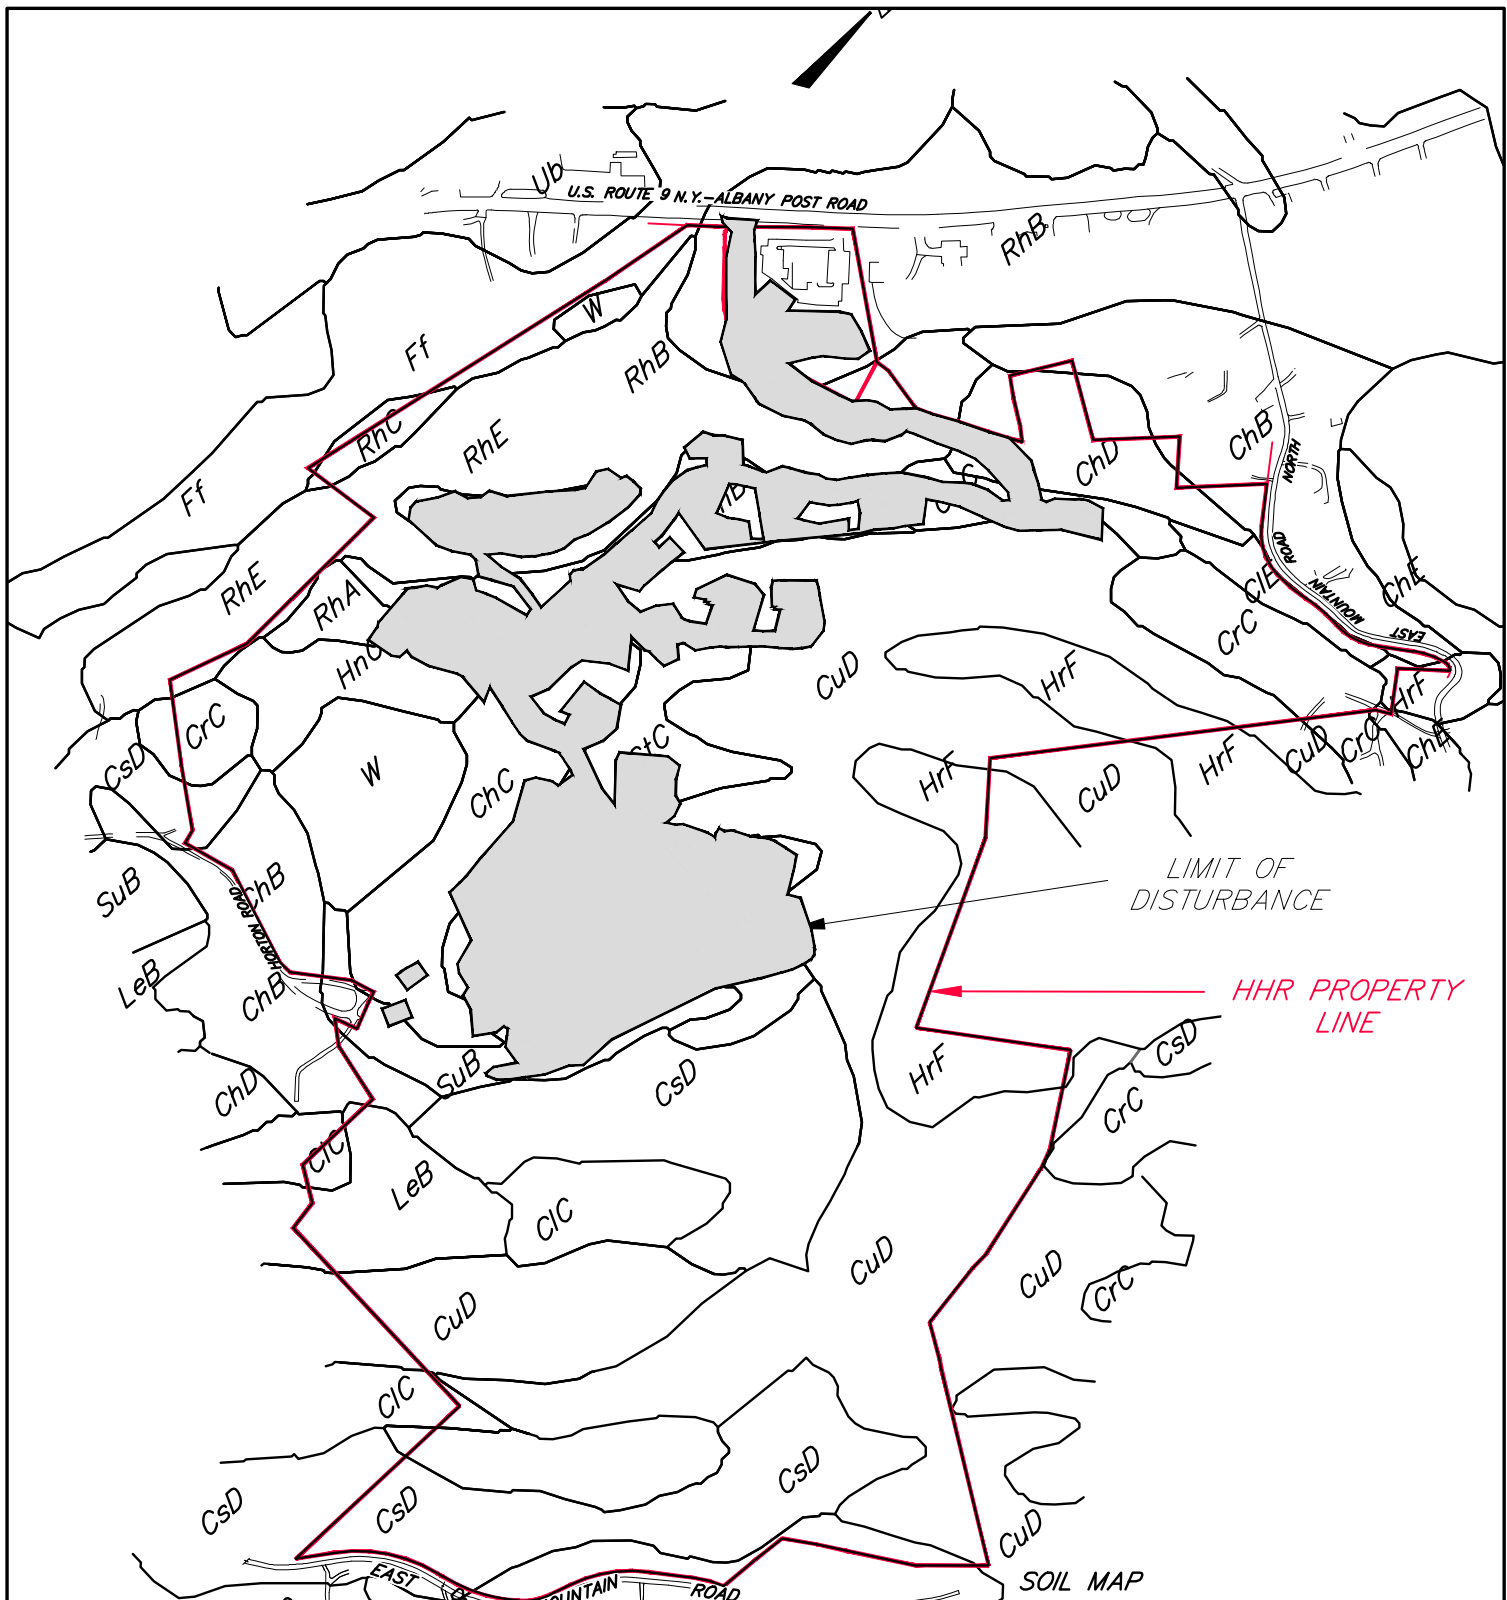 Ub
U.S. ROUTE 9 N.Y.-ALBANY POST ROAD
RhB
W
Ff
RhB
RhC
RhE
ChB
NORTH
ChD
Ff
ROAD
RhE
RhA
ClE
MOUNTAIN
ChE
CrC
EAST
HnC
CuD
HrF
HrF
CrC
CsD
W
ChC
HrF
CuD
HrF
CuD
CrC
ChE
SuB
ChB
HORTON ROAD
LIMIT OF
DISTURBANCE
LeB
ChB
HHR PROPERTY
LINE
ChD
SuB
CsD
HrF
CsD
CrC
ClC
LeB
ClC
CuD
CuD
CrC
CuD
ClC
CsD
CsD
CsD
CuD
EAST
MOUNTAIN
ROAD
SOIL MAP